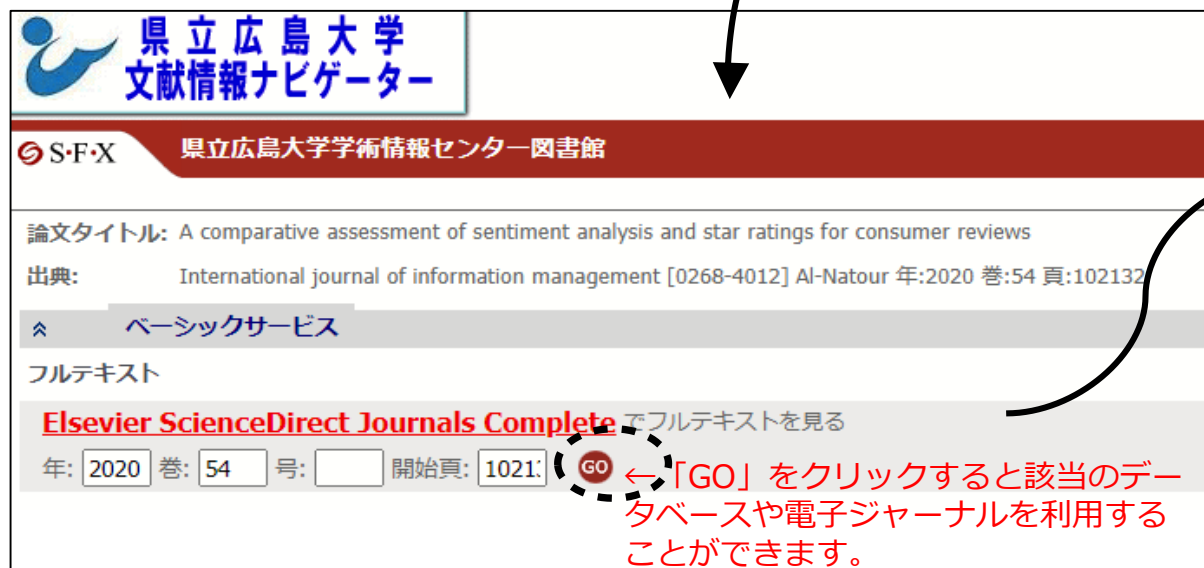 県立広島大学
文献情報ナビゲーター
S·F·X 県立広島大学学術情報センター図書館
論文タイトル: A comparative assessment of sentiment analysis and star ratings for consumer reviews
出典: International journal of information management [0268-4012] Al-Natour 年:2020 巻:54 頁:102132
ベーシックサービス
フルテキスト
Elsevier ScienceDirect Journals Complete でフルテキストを見る
年: 2020 巻: 54 号: 開始頁: 1021 GO ←「GO」をクリックすると該当のデー
タベースや電子ジャーナルを利用する
ことができます。